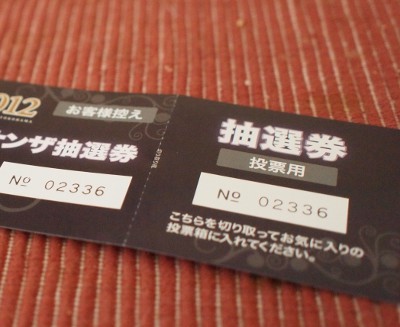 012
お客様控え
ンザ抽選券
No 02336
抽選券
投票用
No 02336
こちらを切り取ってお気に入りの
投票箱に入れてください。